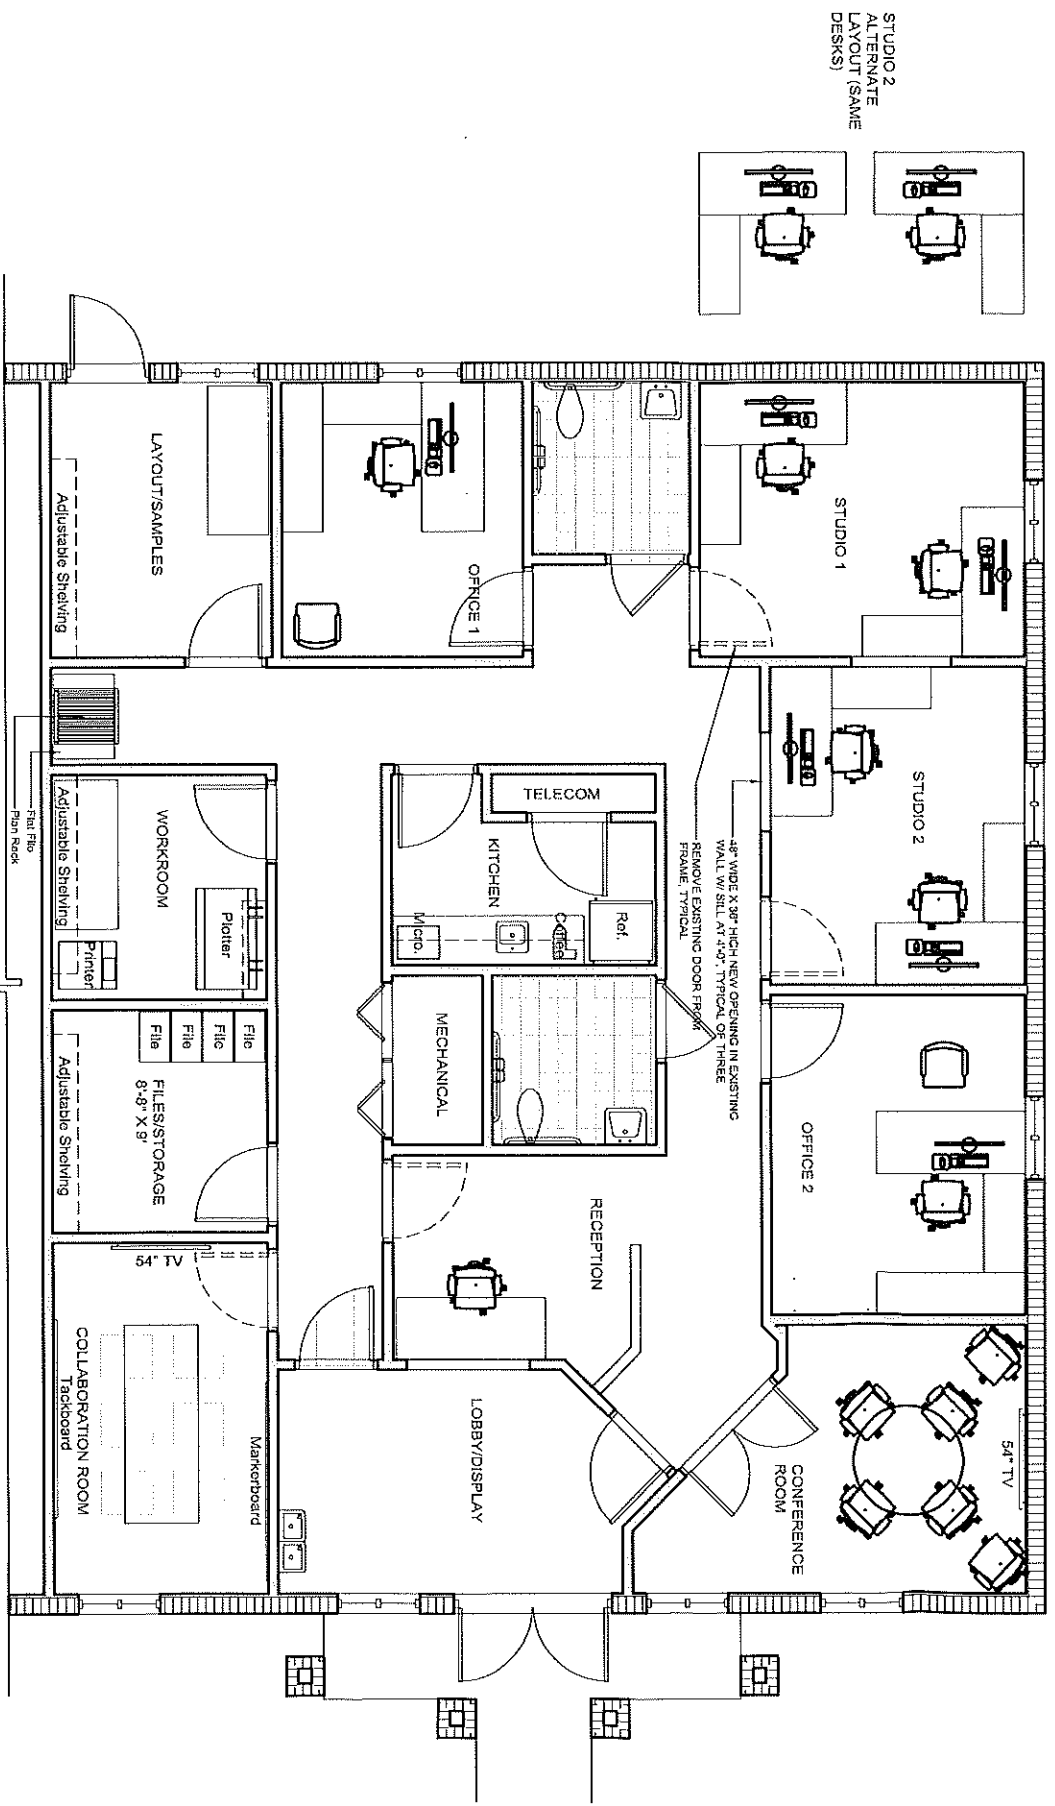 STUDIO 2
ALTERNATE
LAYOUT (SAME
DESKS)
STUDIO 1
STUDIO 2
OFFICE 2
54" TV
CONFERENCE
ROOM
48" WIDE X 36" HIGH NEW OPENING IN EXISTING
WALL W/ SILL AT 4'-0", TYPICAL OF THREE
REMOVE EXISTING DOOR FROM
FRAME, TYPICAL
OFFICE 1
TELECOM
KITCHEN
Ref.
Coffee
Micro.
MECHANICAL
RECEPTION
LOBBY/DISPLAY
LAYOUT/SAMPLES
Adjustable Shelving
Flat File
Plan Rack
WORKROOM
Adjustable Shelving
Plotter
Printer
File
File
File
File
FILES/STORAGE
8'-8" X 9'
Adjustable Shelving
54" TV
COLLABORATION ROOM
Tackboard
Markerboard